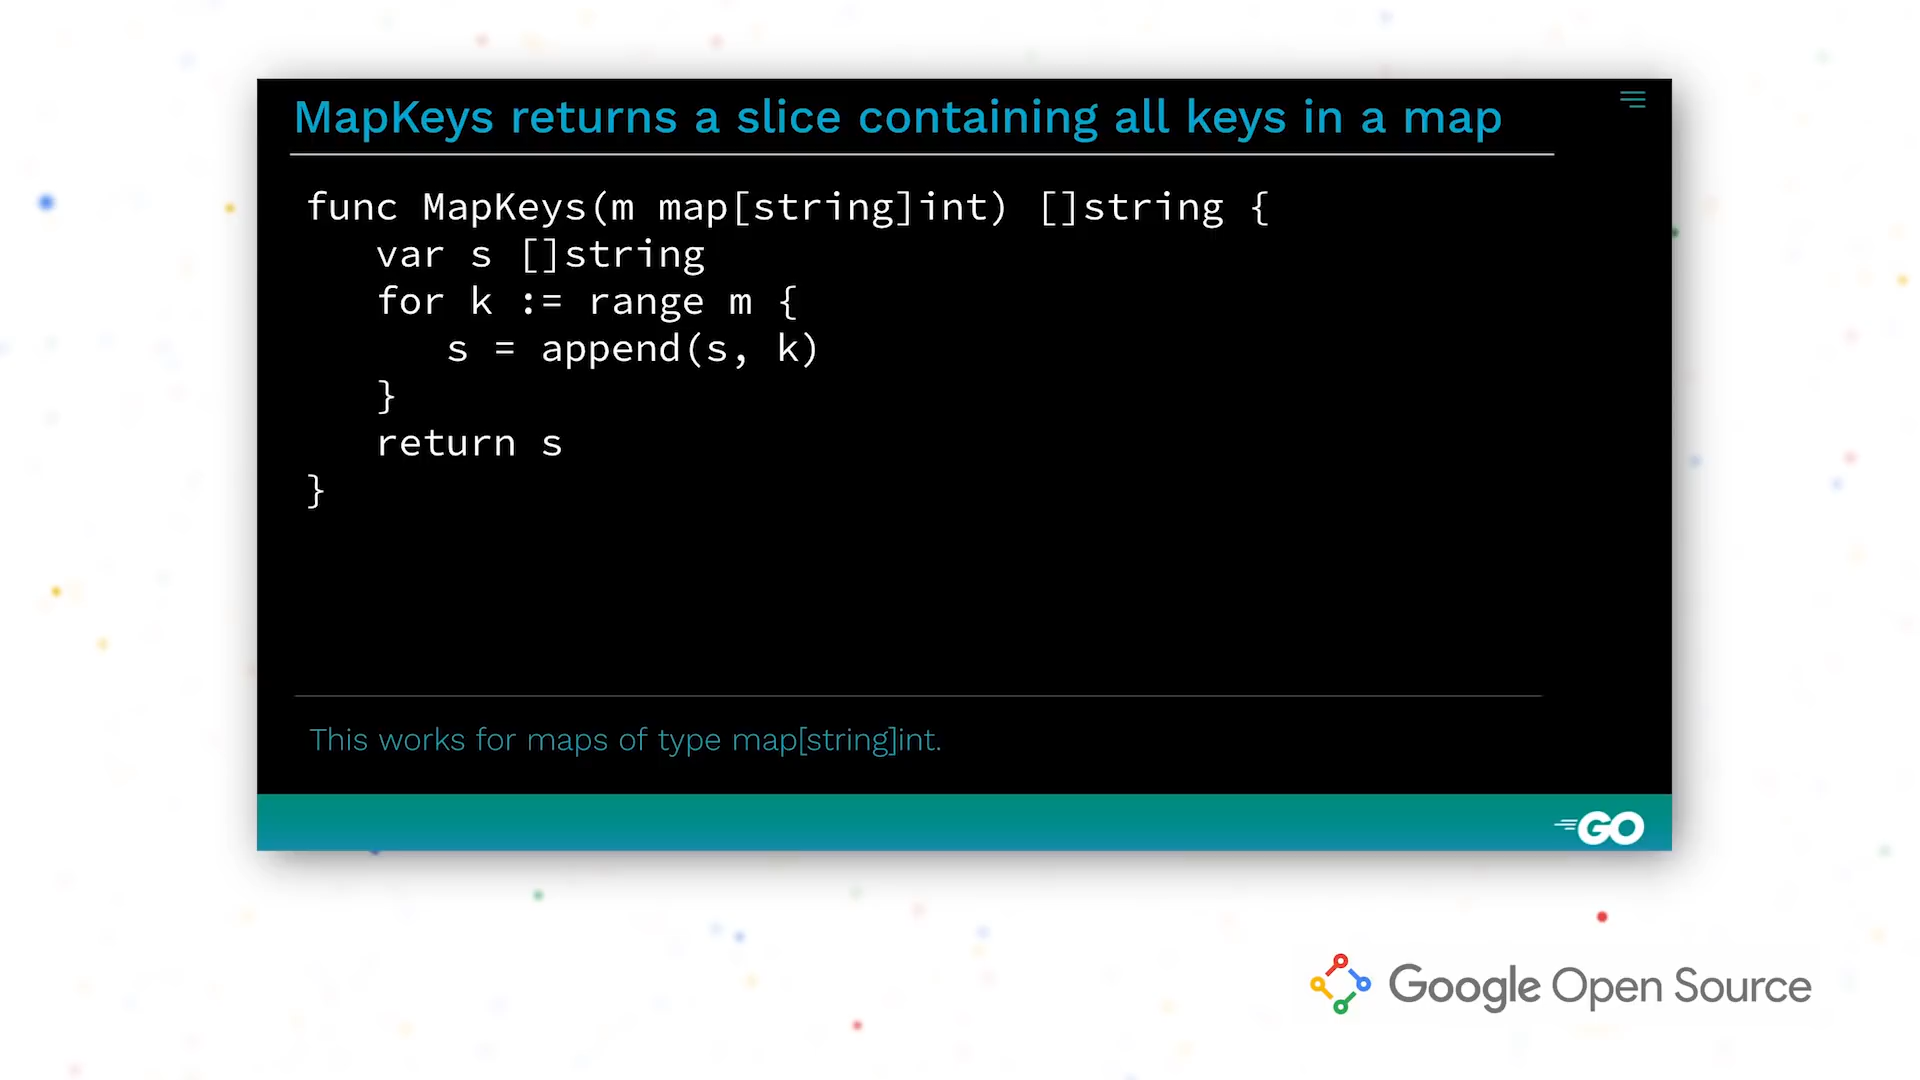 MapKeys returns a slice containing all keys in a map
func MapKeys(m map[string]int) []string {
   var s []string
   for k := range m {
      s = append(s, k)
   }
   return s
}
This works for maps of type map[string]int.
GO
Google Open Source